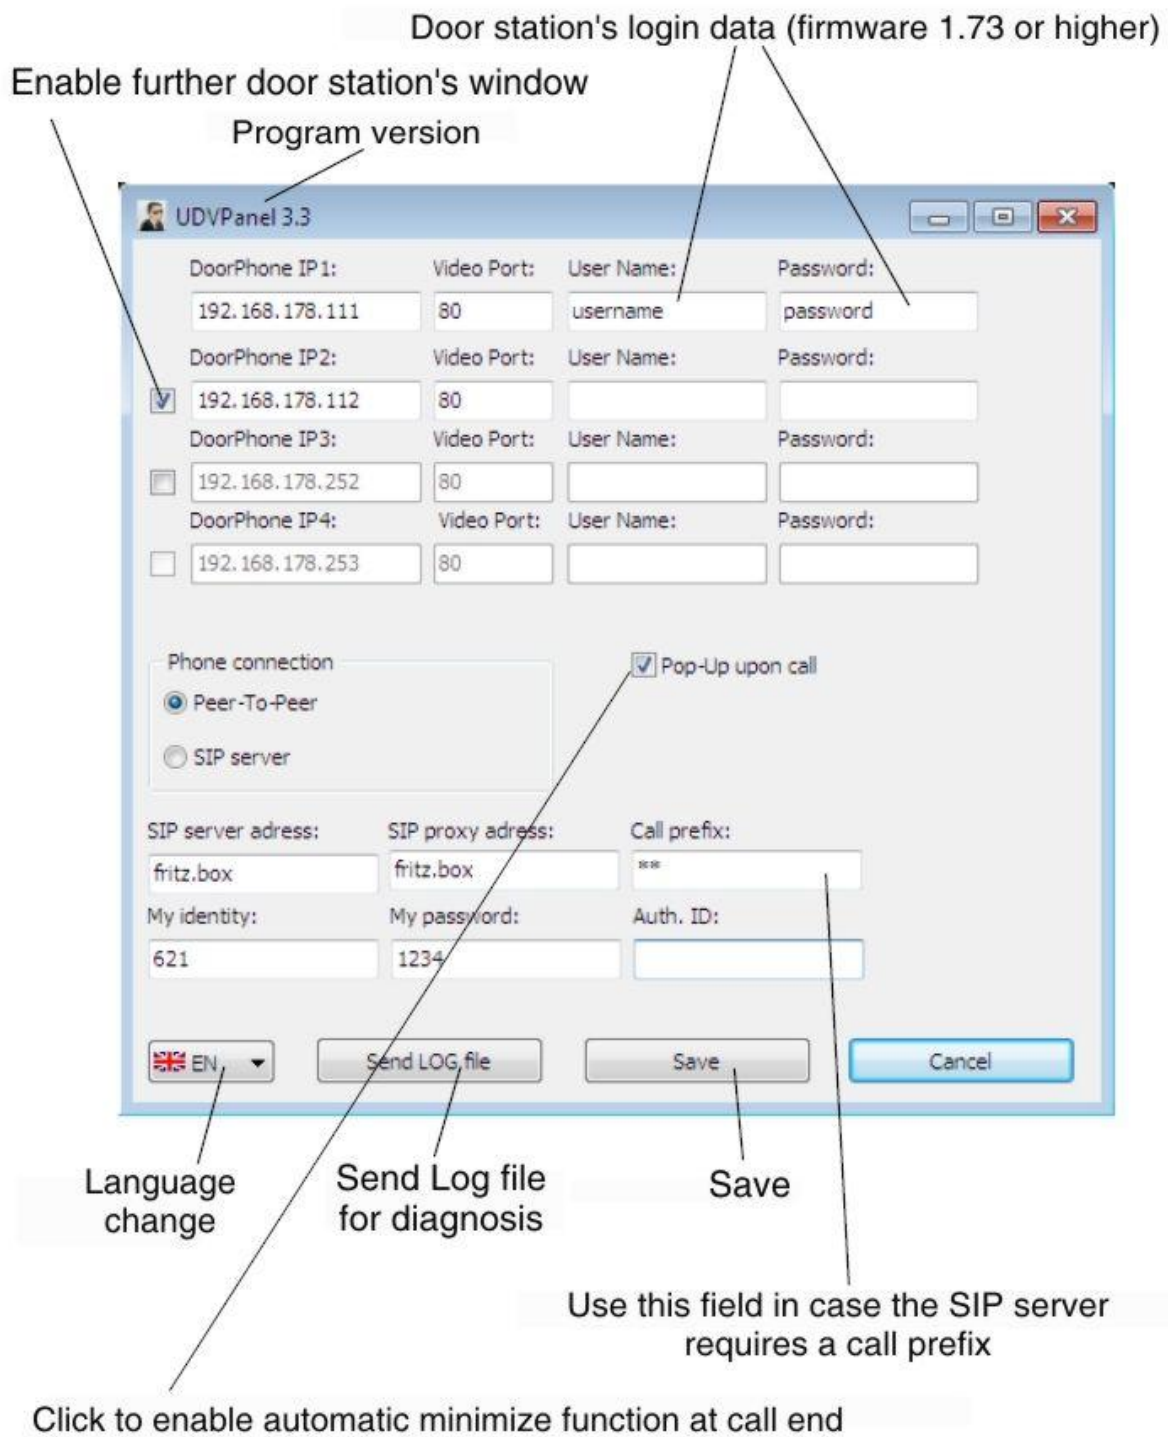 Door station's login data (firmware 1.73 or higher)
Enable further door station's window
Program version
UDVPanel 3.3
DoorPhone IP1: Video Port: User Name: Password:
192.168.178.111 80 username password
DoorPhone IP2: Video Port: User Name: Password:
192.168.178.112 80
DoorPhone IP3: Video Port: User Name: Password:
192.168.178.252 80
DoorPhone IP4: Video Port: User Name: Password:
192.168.178.253 80
Phone connection
Pop-Up upon call
Peer-To-Peer
SIP server
SIP server adress: SIP proxy adress: Call prefix:
fritz.box fritz.box **
My identity: My password: Auth. ID:
621 1234
EN Send LOG file Save Cancel
Language
change
Send Log file
for diagnosis
Save
Use this field in case the SIP server
requires a call prefix
Click to enable automatic minimize function at call end